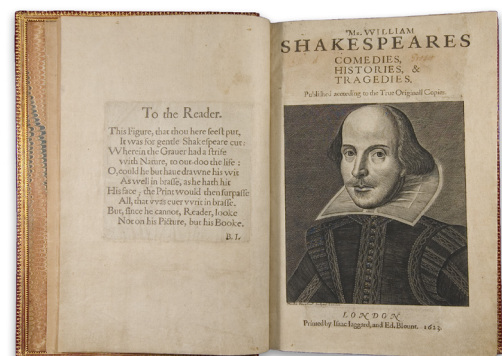 To the Reader.
This Figure, that thou here seest put,
It was for gentle Shakespeare cut:
Wherein the Graver had a strife
with Nature, to out-doo the life :
O, could he but haue drawne his wit
As well in brasse, as he hath hit
His face ; the Print would then surpasse
All, that vvas euer vvrit in brasse.
But, since he cannot, Reader, looke
Not on his Picture, but his Booke.
B. I.
Mr. WILLIAM
SHAKESPEARES
COMEDIES,
HISTORIES, &
TRAGEDIES.
Published according to the True Originall Copies.
LONDON
Printed by Isaac Iaggard, and Ed. Blount. 1623